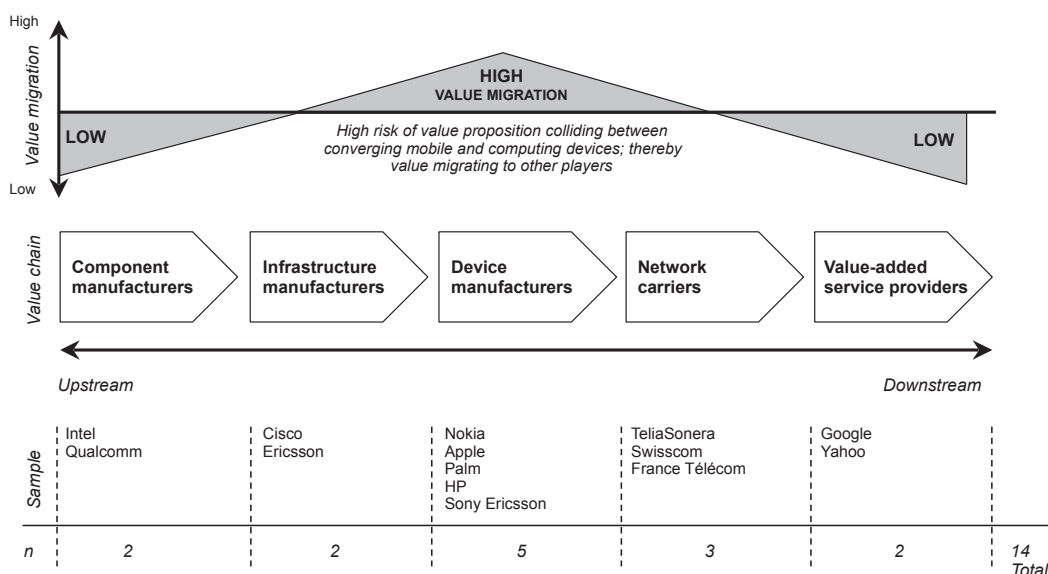 High
Value migration
Low
LOW
HIGH
VALUE MIGRATION
High risk of value proposition colliding between
converging mobile and computing devices; thereby
value migrating to other players
LOW
Value chain
Component
manufacturers
Infrastructure
manufacturers
Device
manufacturers
Network
carriers
Value-added
service providers
Upstream
Downstream
Sample
Intel
Qualcomm
Cisco
Ericsson
Nokia
Apple
Palm
HP
Sony Ericsson
TeliaSonera
Swisscom
France Télécom
Google
Yahoo
n
2
2
5
3
2
14
Total